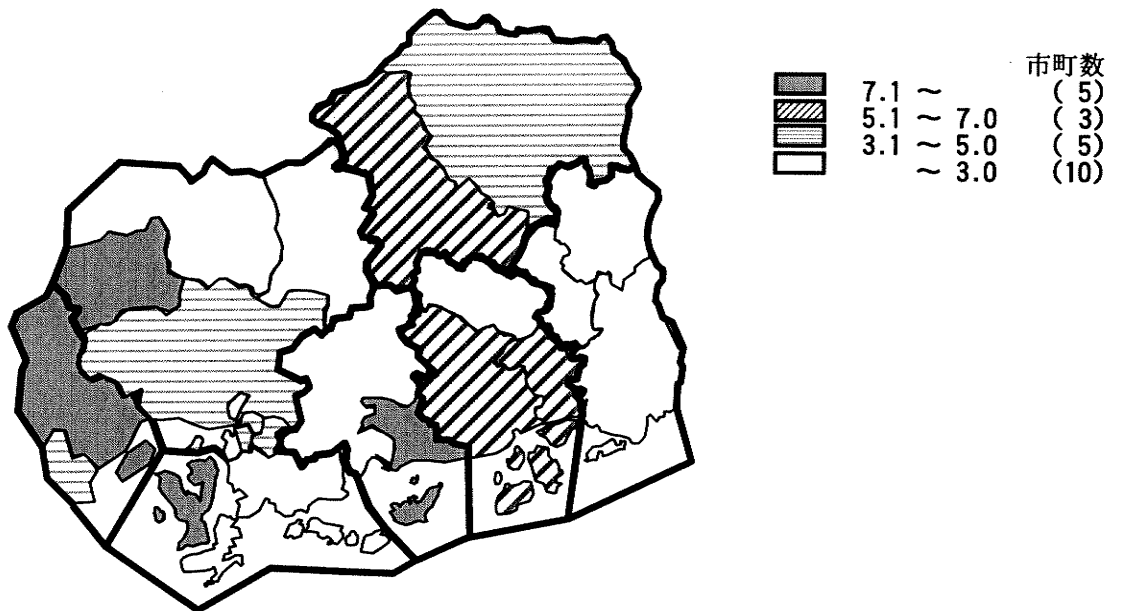 市町数
7.1 ～ ( 5)
5.1 ～ 7.0 ( 3)
3.1 ～ 5.0 ( 5)
～ 3.0 (10)